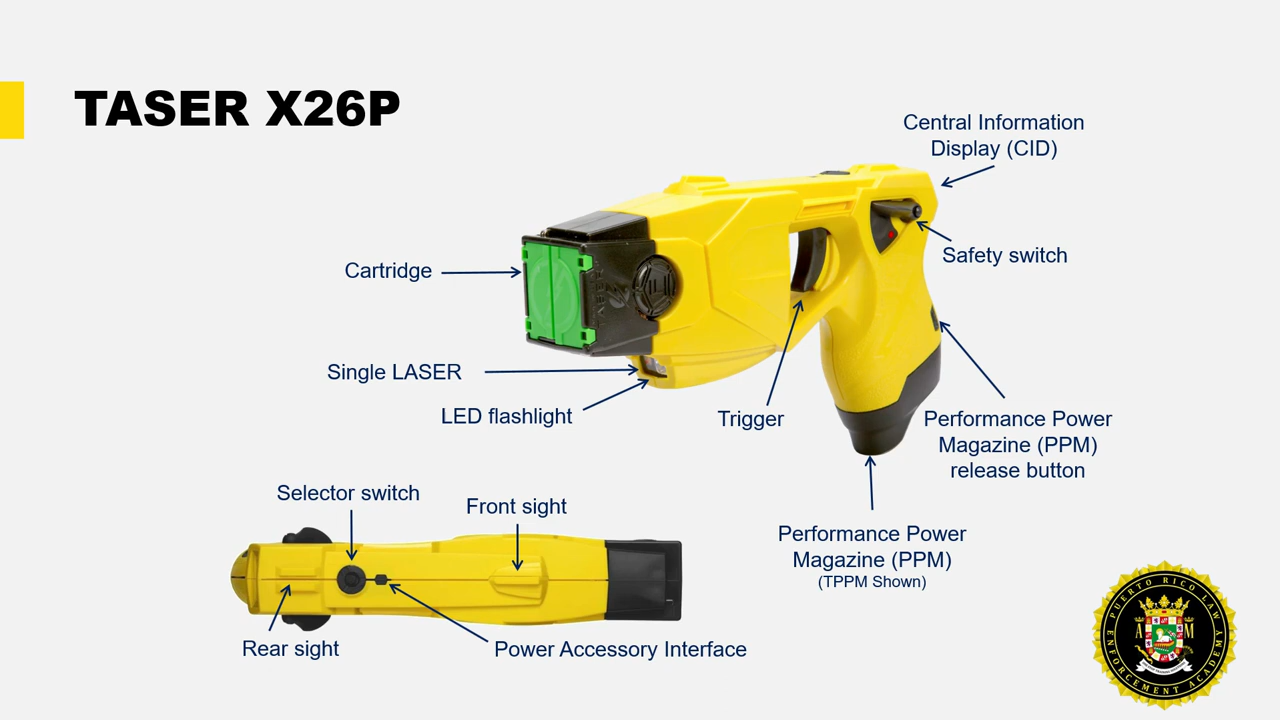 TASER X26P
Central Information
Display (CID)
Safety switch
Cartridge
Single LASER
LED flashlight
Trigger
Performance Power
Magazine (PPM)
release button
Selector switch
Front sight
Performance Power
Magazine (PPM)
(TPPM Shown)
Rear sight
Power Accessory Interface
PUERTO RICO LAW
ENFORCEMENT ACADEMY
A M